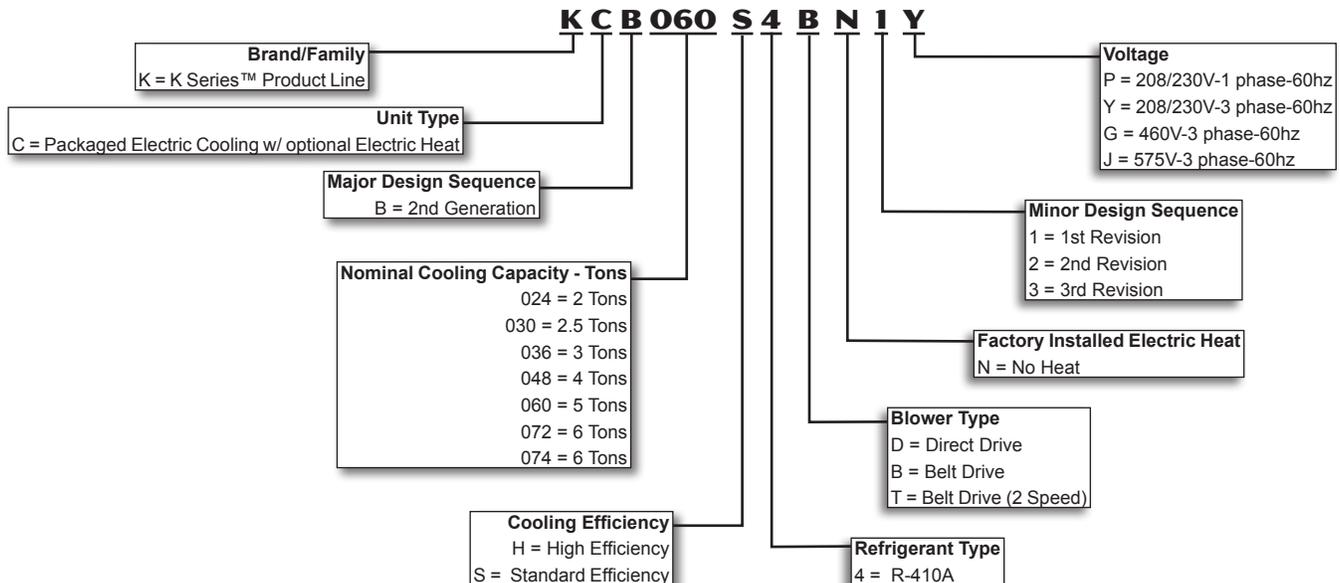 K C B 060 S 4 B N 1 Y
Brand/Family
K = K Series™ Product Line
Unit Type
C = Packaged Electric Cooling w/ optional Electric Heat
Major Design Sequence
B = 2nd Generation
Nominal Cooling Capacity - Tons
024 = 2 Tons
030 = 2.5 Tons
036 = 3 Tons
048 = 4 Tons
060 = 5 Tons
072 = 6 Tons
074 = 6 Tons
Cooling Efficiency
H = High Efficiency
S = Standard Efficiency
Voltage
P = 208/230V-1 phase-60hz
Y = 208/230V-3 phase-60hz
G = 460V-3 phase-60hz
J = 575V-3 phase-60hz
Minor Design Sequence
1 = 1st Revision
2 = 2nd Revision
3 = 3rd Revision
Factory Installed Electric Heat
N = No Heat
Blower Type
D = Direct Drive
B = Belt Drive
T = Belt Drive (2 Speed)
Refrigerant Type
4 = R-410A